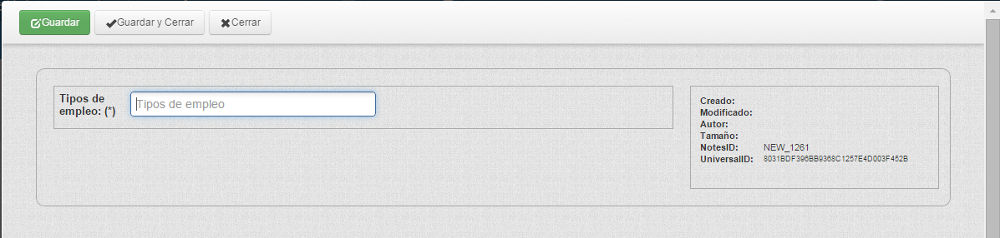 Guardar Guardar y Cerrar Cerrar
Tipos de empleo: (*) Tipos de empleo
Creado:
Modificado:
Autor:
Tamaño:
NotesID: NEW_1261
UniversalID: 8031BDF396BB9368C1257E4D003F452B